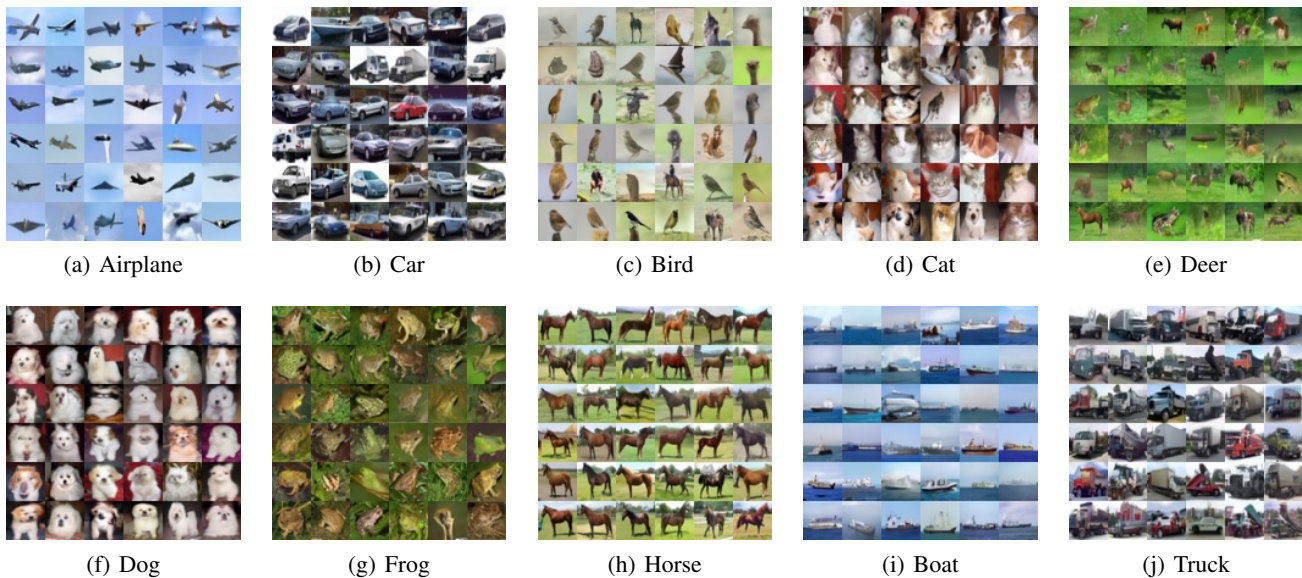 (a) Airplane
(b) Car
(c) Bird
(d) Cat
(e) Deer
(f) Dog
(g) Frog
(h) Horse
(i) Boat
(j) Truck